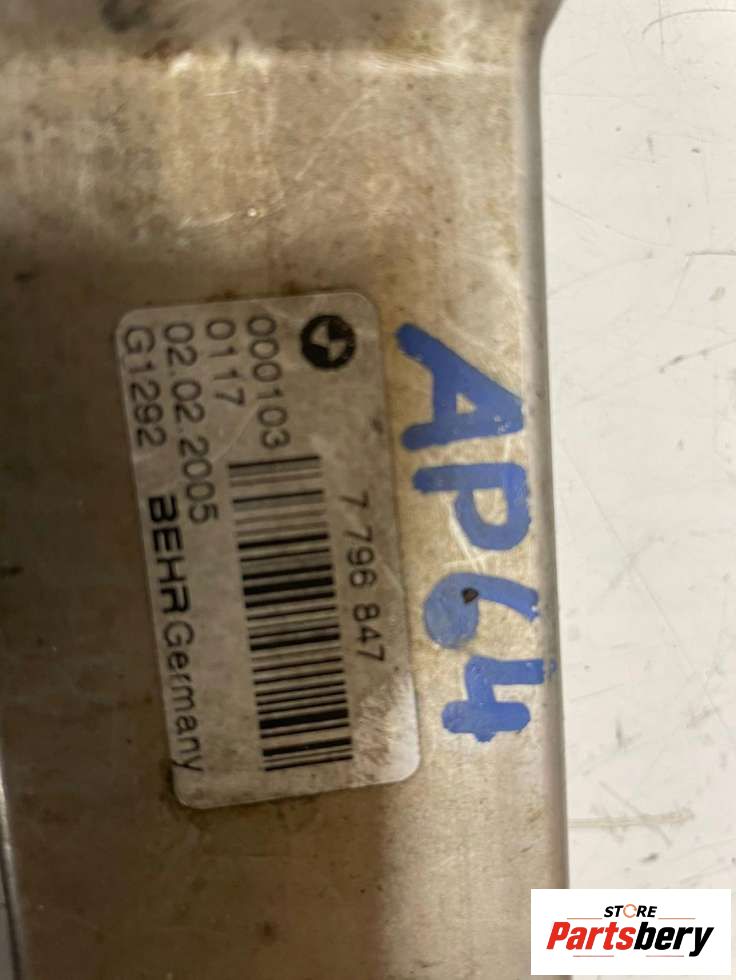 7 796 847
000103
0117
02.02.2005
G1292 BEHR Germany
AP64
STORE
Partsbery